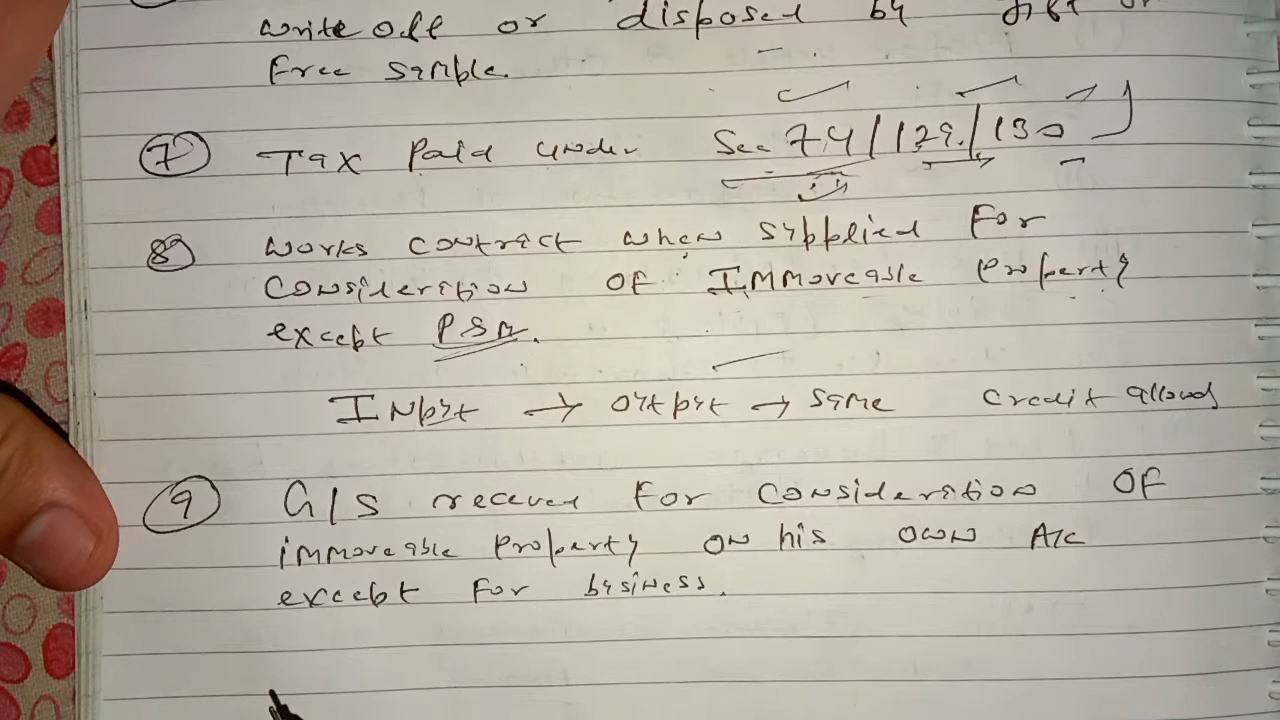 write off or disposed by gift or
free sample.
⑦ Tax Paid under Sec 74/129/130
⑧ works contract when supplied For
Consideration OF Immoveable Property
except PSM.
INput → output → same credit allowed
⑨ G/S receved For Consideration OF
immoveable Property on his own A/c
except For business.